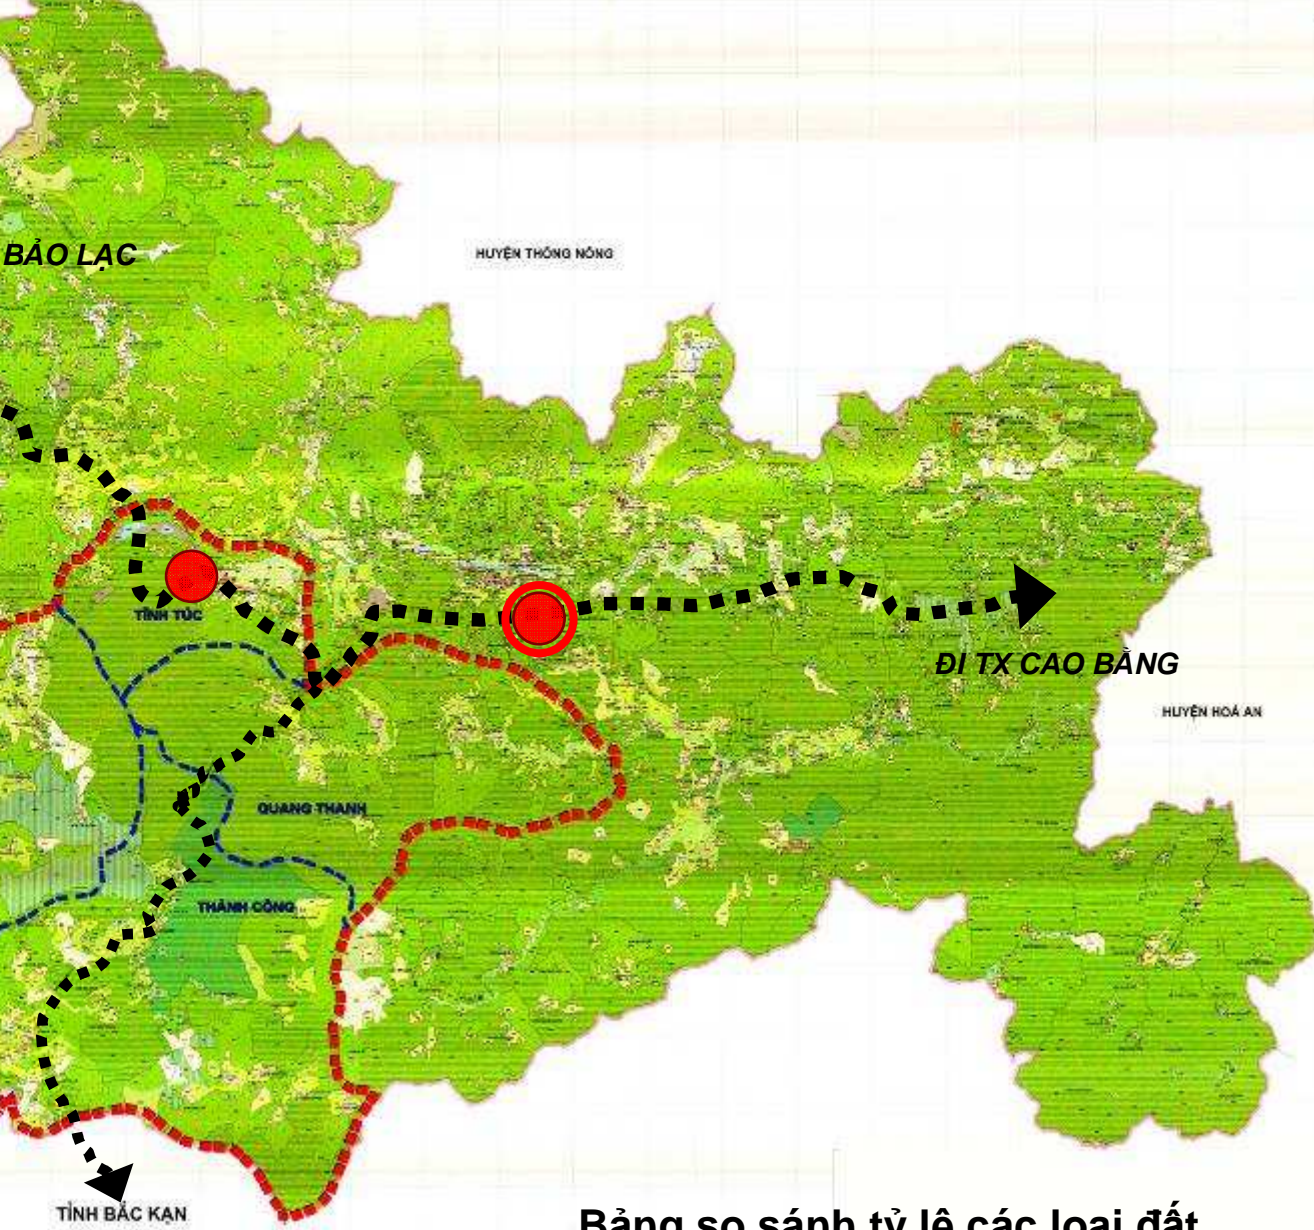 BẢO LẠC
HUYỆN THÔNG NÔNG
TĨNH TÚC
ĐI TX CAO BẰNG
HUYỆN HOÀ AN
QUANG THANH
THÀNH CÔNG
TỈNH BẮC KẠN
Bảng so sánh tỷ lệ các loại đất